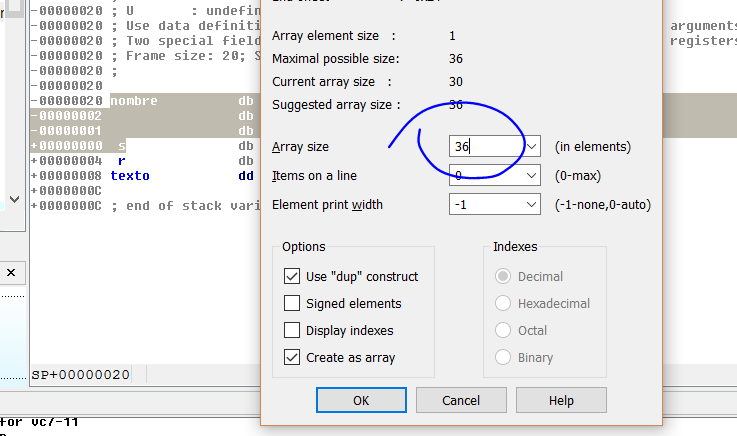 -00000020 ; U : undefin
-00000020 ; Use data definiti arguments
-00000020 ; Two special field registers
-00000020 ; Frame size: 20; S
-00000020 ;
-00000020
-00000020 nombre db
-00000002 db
-00000001 db
+00000000 s db
+00000004 r db
+00000008 texto dd
+0000000C
+0000000C ; end of stack vari
SP+00000020
for vc7-11
Array element size 1
Maximal possible size: 36
Current array size : 30
Suggested array size : 36
Array size 36 (in elements)
Items on a line 0 (0-max)
Element print width -1 (-1-none,0-auto)
Options
Use "dup" construct
Signed elements
Display indexes
Create as array
Indexes
Decimal
Hexadecimal
Octal
Binary
OK Cancel Help